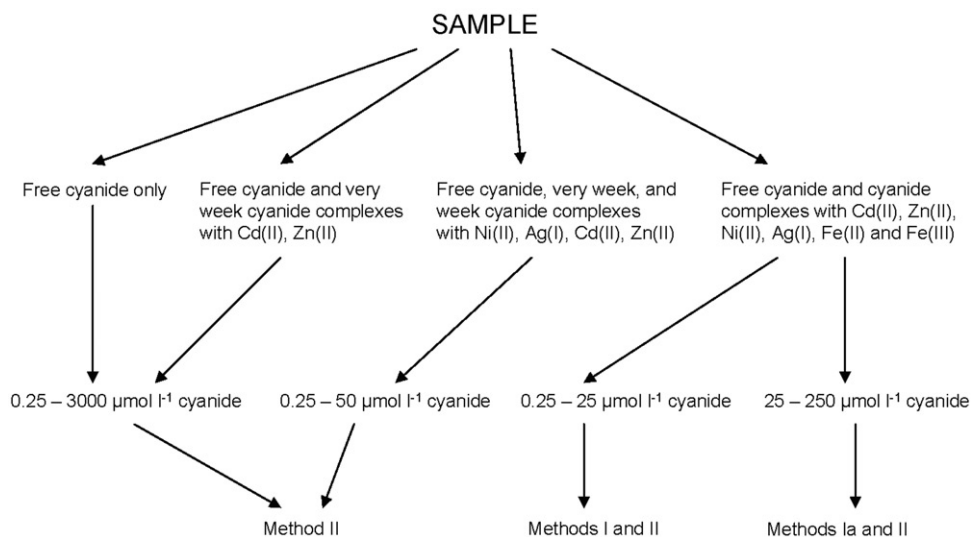 SAMPLE
Free cyanide only
Free cyanide and very
week cyanide complexes
with Cd(II), Zn(II)
Free cyanide, very week, and
week cyanide complexes
with Ni(II), Ag(I), Cd(II), Zn(II)
Free cyanide and cyanide
complexes with Cd(II), Zn(II),
Ni(II), Ag(I), Fe(II) and Fe(III)
0.25 – 3000 µmol l⁻¹ cyanide
0.25 – 50 µmol l⁻¹ cyanide
0.25 – 25 µmol l⁻¹ cyanide
25 – 250 µmol l⁻¹ cyanide
Method II
Methods I and II
Methods Ia and II